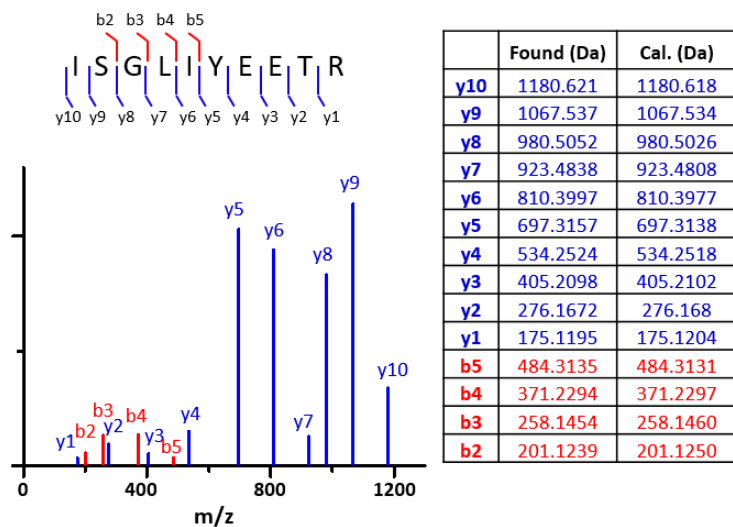 b2 b3 b4 b5
I S G L I Y E E T R
y10 y9 y8 y7 y6 y5 y4 y3 y2 y1
y9
y5
y6
y8
y10
y4
y7
b3
b4
y1
b2
y2
y3
b5
0 400 800 1200
m/z
Found (Da) Cal. (Da)
y10 1180.621 1180.618
y9 1067.537 1067.534
y8 980.5052 980.5026
y7 923.4838 923.4808
y6 810.3997 810.3977
y5 697.3157 697.3138
y4 534.2524 534.2518
y3 405.2098 405.2102
y2 276.1672 276.168
y1 175.1195 175.1204
b5 484.3135 484.3131
b4 371.2294 371.2297
b3 258.1454 258.1460
b2 201.1239 201.1250